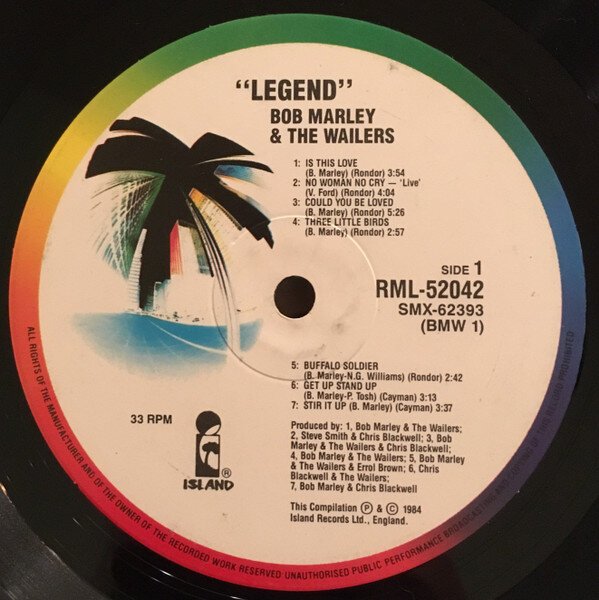 "LEGEND"
BOB MARLEY
& THE WAILERS
1: IS THIS LOVE
(B. Marley) (Rondor) 3:54
2: NO WOMAN NO CRY — 'Live'
(V. Ford) (Rondor) 4:04
3: COULD YOU BE LOVED
(B. Marley) (Rondor) 5:26
4: THREE LITTLE BIRDS
(B. Marley) (Rondor) 2:57
SIDE 1
RML-52042
SMX-62393
(BMW 1)
5: BUFFALO SOLDIER
(B. Marley-N.G. Williams) (Rondor) 2:42
6: GET UP STAND UP
(B. Marley-P. Tosh) (Cayman) 3:13
7: STIR IT UP (B. Marley) (Cayman) 3:37
33 RPM
ISLAND
®
Produced by: 1, Bob Marley & The Wailers;
2, Steve Smith & Chris Blackwell; 3, Bob
Marley & The Wailers & Chris Blackwell;
4, Bob Marley & The Wailers; 5, Bob Marley
& The Wailers & Errol Brown; 6, Chris
Blackwell & The Wailers;
7, Bob Marley & Chris Blackwell
This Compilation ℗ & © 1984
Island Records Ltd., England.
ALL RIGHTS OF THE MANUFACTURER AND OF THE OWNER OF THE RECORDED WORK RESERVED UNAUTHORISED PUBLIC PERFORMANCE BROADCASTING AND COPYING OF THIS RECORD PROHIBITED